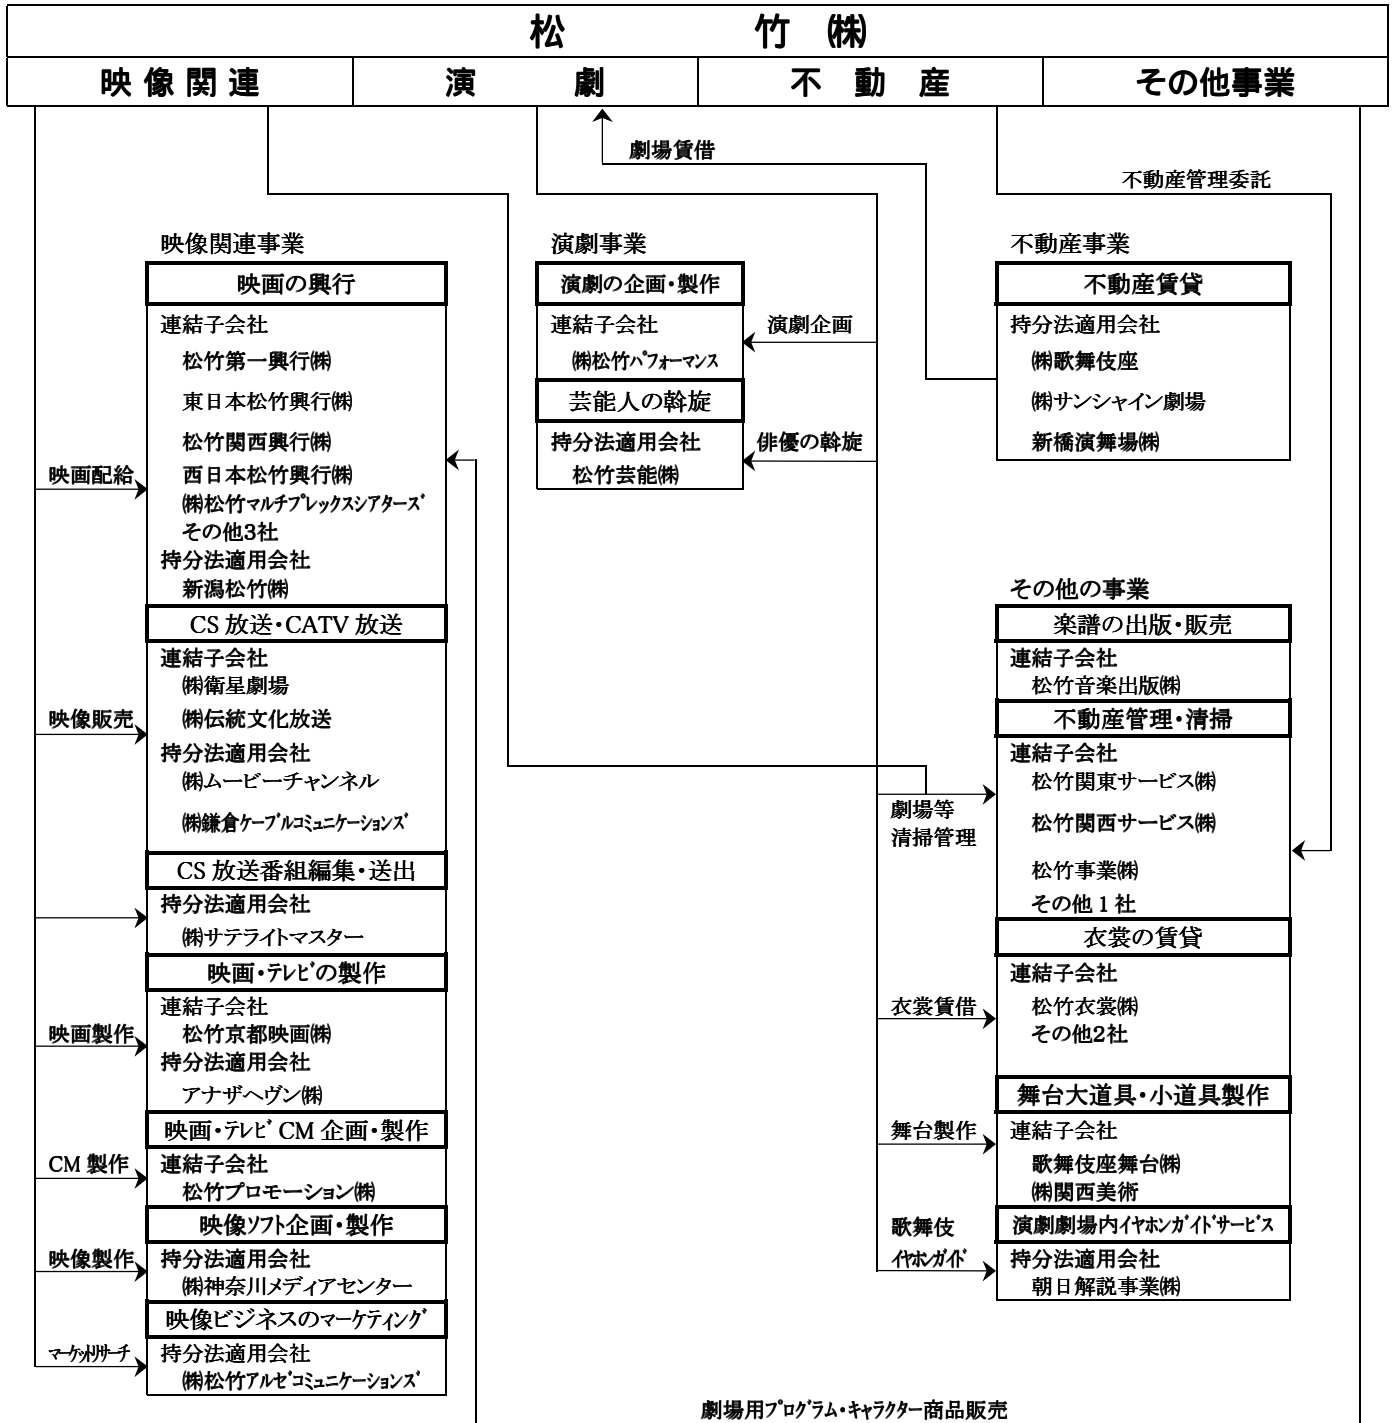 松竹㈱
映像関連
演劇
不動産
その他事業
劇場賃借
不動産管理委託
映像関連事業
映画の興行
連結子会社
松竹第一興行㈱
東日本松竹興行㈱
松竹関西興行㈱
西日本松竹興行㈱
㈱松竹ﾏﾙﾁﾌﾟﾚｯｸｽｼｱﾀｰｽﾞ
その他3社
持分法適用会社
新潟松竹㈱
映画配給
CS 放送・CATV 放送
連結子会社
㈱衛星劇場
㈱伝統文化放送
持分法適用会社
㈱ムービーチャンネル
㈱鎌倉ｹｰﾌﾞﾙｺﾐｭﾆｹｰｼｮﾝｽﾞ
映像販売
CS 放送番組編集・送出
持分法適用会社
㈱サテライトマスター
映画・ﾃﾚﾋﾞの製作
連結子会社
松竹京都映画㈱
持分法適用会社
アナザヘヴン㈱
映画製作
映画・ﾃﾚﾋﾞ CM 企画・製作
連結子会社
松竹プロモーション㈱
CM 製作
映像ｿﾌﾄ企画・製作
持分法適用会社
㈱神奈川メディアセンター
映像製作
映像ビジネスのﾏｰｹﾃｨﾝｸﾞ
持分法適用会社
㈱松竹ｱﾙｾﾞｺﾐｭﾆｹｰｼｮﾝｽﾞ
ﾏｰｹｯﾄﾘｻｰﾁ
演劇事業
演劇の企画・製作
連結子会社
㈱松竹ﾊﾟﾌｫｰﾏﾝｽ
演劇企画
芸能人の斡旋
持分法適用会社
松竹芸能㈱
俳優の斡旋
不動産事業
不動産賃貸
持分法適用会社
㈱歌舞伎座
㈱サンシャイン劇場
新橋演舞場㈱
その他の事業
楽譜の出版・販売
連結子会社
松竹音楽出版㈱
不動産管理・清掃
連結子会社
松竹関東サービス㈱
松竹関西サービス㈱
松竹事業㈱
その他 1 社
劇場等
清掃管理
衣裳の賃貸
連結子会社
松竹衣裳㈱
その他2社
衣裳賃借
舞台大道具・小道具製作
連結子会社
歌舞伎座舞台㈱
㈱関西美術
舞台製作
演劇劇場内ｲﾔﾎﾝｶﾞｲﾄﾞｻｰﾋﾞｽ
持分法適用会社
朝日解説事業㈱
歌舞伎
ｲﾔﾎﾝｶﾞｲﾄﾞ
劇場用ﾌﾟﾛｸﾞﾗﾑ・ｷｬﾗｸﾀｰ商品販売